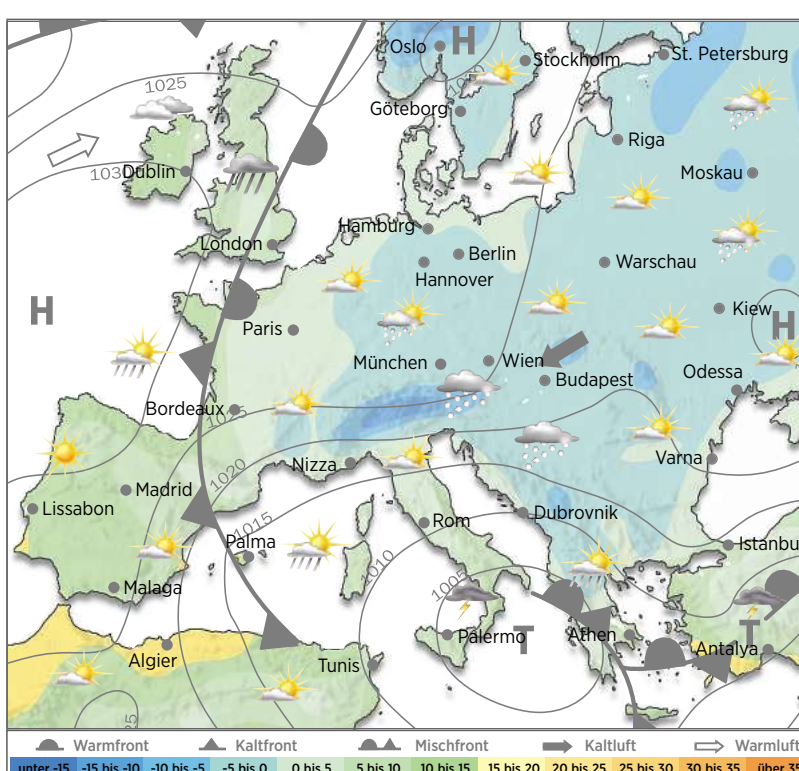 Oslo
H
Stockholm
St. Petersburg
1025
Göteborg
Riga
1030
Dublin
Moskau
Hamburg
London
Berlin
Hannover
Warschau
H
Kiew
H
Paris
München
Wien
Budapest
Odessa
Bordeaux
1025
Nizza
Varna
1020
Madrid
Lissabon
Rom
Dubrovnik
1015
Palma
Istanbu
1010
Malaga
1005
Palermo
T
Athen
T
Antalya
Algier
Tunis
Warmfront Kaltfront Mischfront Kaltluft Warmluft
unter -15 -15 bis -10 -10 bis -5 -5 bis 0 0 bis 5 5 bis 10 10 bis 15 15 bis 20 20 bis 25 25 bis 30 30 bis 35 über 35